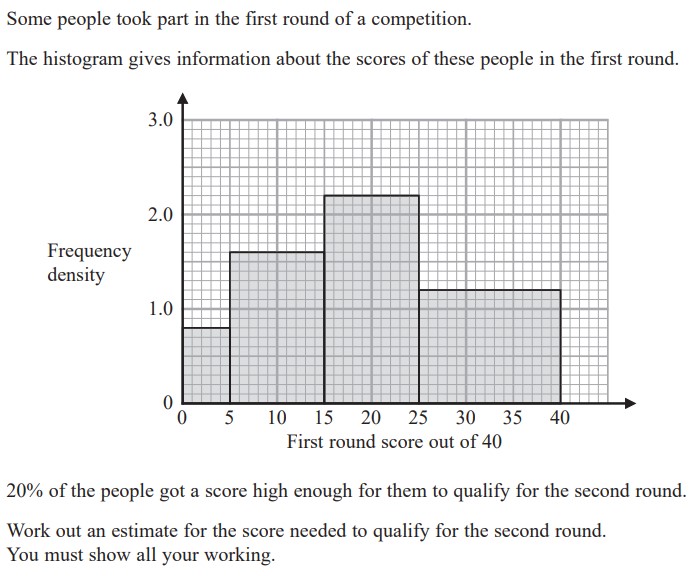 Some people took part in the first round of a competition.
The histogram gives information about the scores of these people in the first round.
3.0
2.0
Frequency
density
1.0
0
0 5 10 15 20 25 30 35 40
First round score out of 40
20% of the people got a score high enough for them to qualify for the second round.
Work out an estimate for the score needed to qualify for the second round.
You must show all your working.